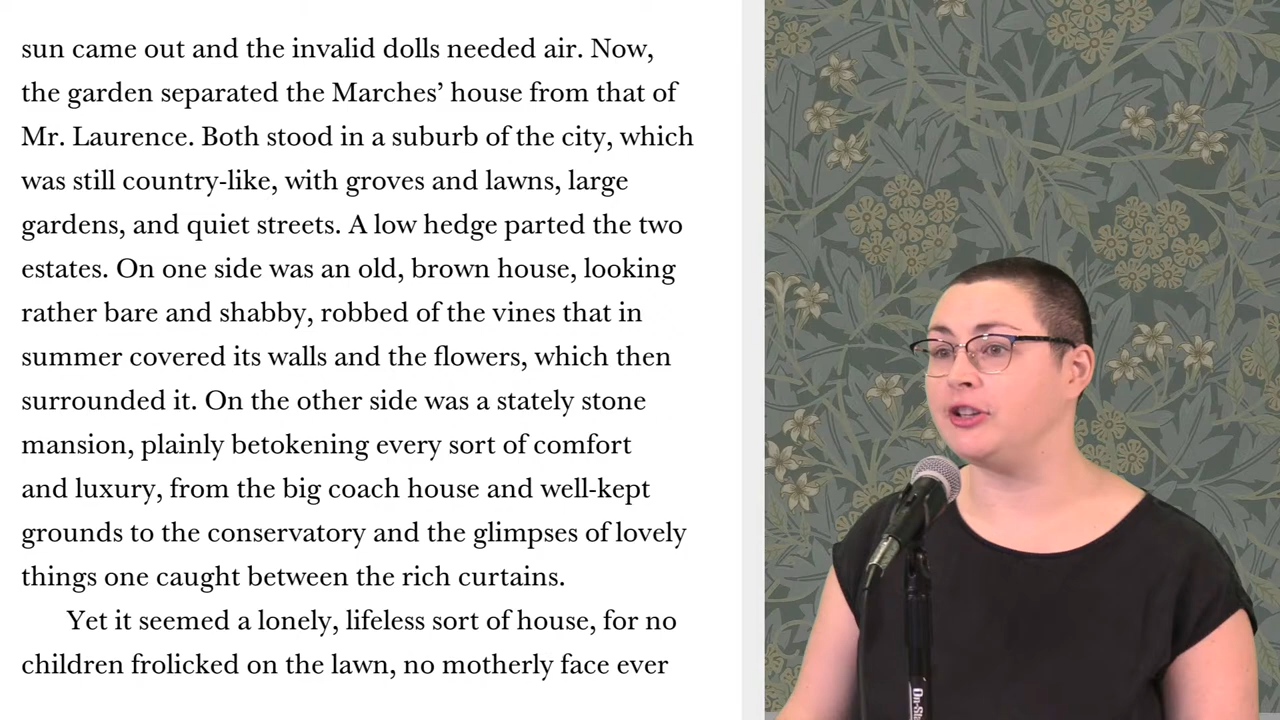 sun came out and the invalid dolls needed air. Now,
the garden separated the Marches’ house from that of
Mr. Laurence. Both stood in a suburb of the city, which
was still country-like, with groves and lawns, large
gardens, and quiet streets. A low hedge parted the two
estates. On one side was an old, brown house, looking
rather bare and shabby, robbed of the vines that in
summer covered its walls and the flowers, which then
surrounded it. On the other side was a stately stone
mansion, plainly betokening every sort of comfort
and luxury, from the big coach house and well-kept
grounds to the conservatory and the glimpses of lovely
things one caught between the rich curtains.
Yet it seemed a lonely, lifeless sort of house, for no
children frolicked on the lawn, no motherly face ever